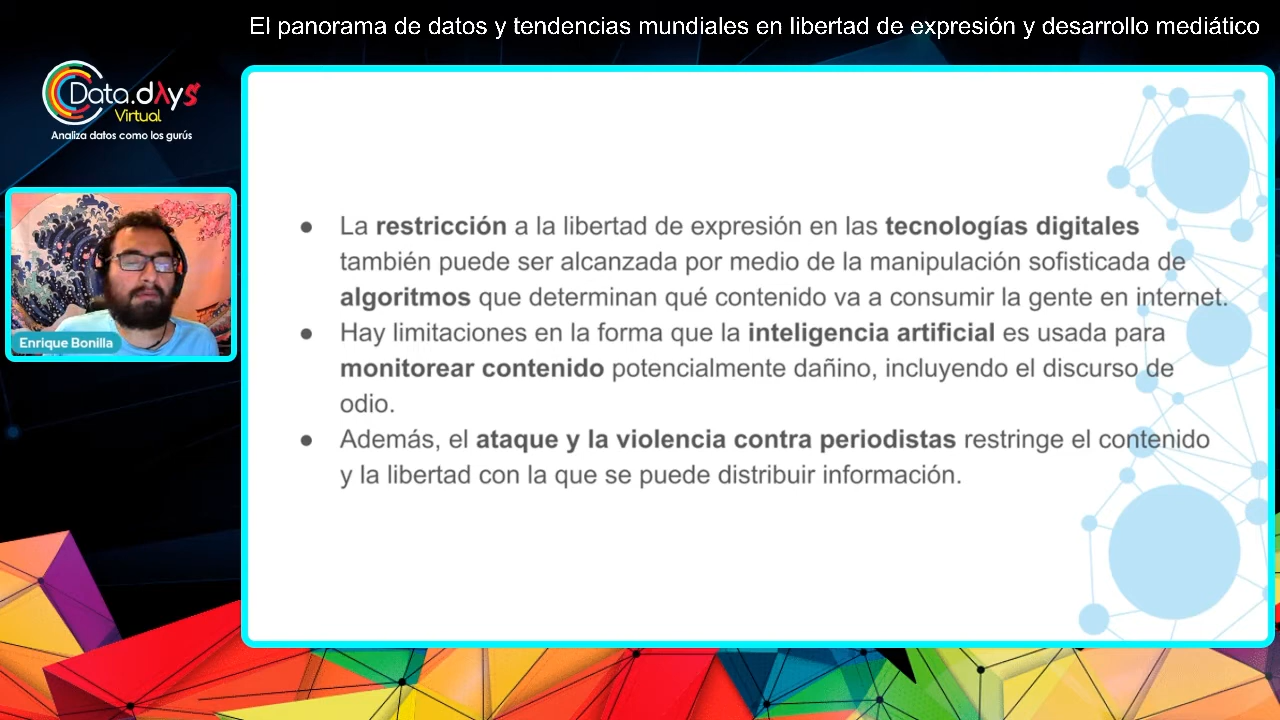 El panorama de datos y tendencias mundiales en libertad de expresión y desarrollo mediático
Data.dAys
Virtual
Analiza datos como los gurús
Enrique Bonilla
● La restricción a la libertad de expresión en las tecnologías digitales
también puede ser alcanzada por medio de la manipulación sofisticada de
algoritmos que determinan qué contenido va a consumir la gente en internet.
● Hay limitaciones en la forma que la inteligencia artificial es usada para
monitorear contenido potencialmente dañino, incluyendo el discurso de
odio.
● Además, el ataque y la violencia contra periodistas restringe el contenido
y la libertad con la que se puede distribuir información.